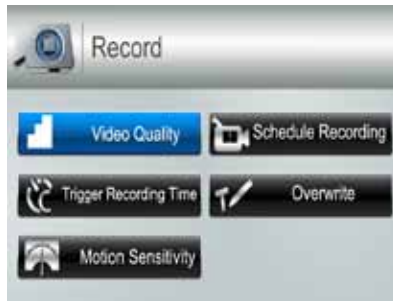 Record
Video Quality
Schedule Recording
Trigger Recording Time
Overwrite
Motion Sensitivity